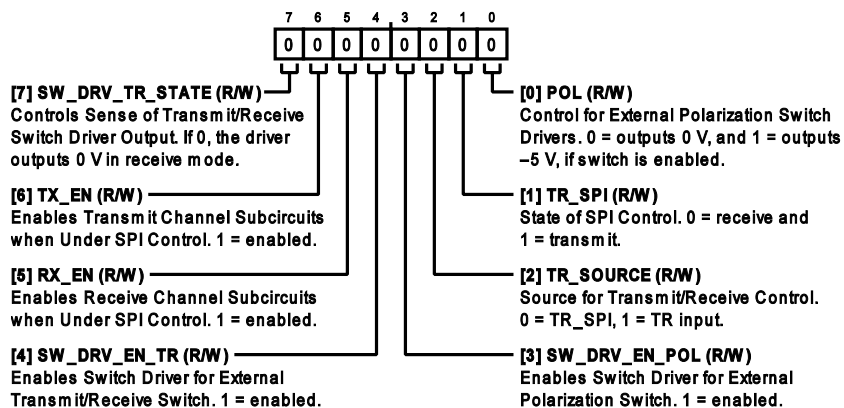 7 6 5 4 3 2 1 0
0 0 0 0 0 0 0 0
[7] SW_DRV_TR_STATE (R/W)
Controls Sense of Transmit/Receive
Switch Driver Output. If 0, the driver
outputs 0 V in receive mode.
[6] TX_EN (R/W)
Enables Transmit Channel Subcircuits
when Under SPI Control. 1 = enabled.
[5] RX_EN (R/W)
Enables Receive Channel Subcircuits
when Under SPI Control. 1 = enabled.
[4] SW_DRV_EN_TR (R/W)
Enables Switch Driver for External
Transmit/Receive Switch. 1 = enabled.
[0] POL (R/W)
Control for External Polarization Switch
Drivers. 0 = outputs 0 V, and 1 = outputs
–5 V, if switch is enabled.
[1] TR_SPI (R/W)
State of SPI Control. 0 = receive and
1 = transmit.
[2] TR_SOURCE (R/W)
Source for Transmit/Receive Control.
0 = TR_SPI, 1 = TR input.
[3] SW_DRV_EN_POL (R/W)
Enables Switch Driver for External
Polarization Switch. 1 = enabled.